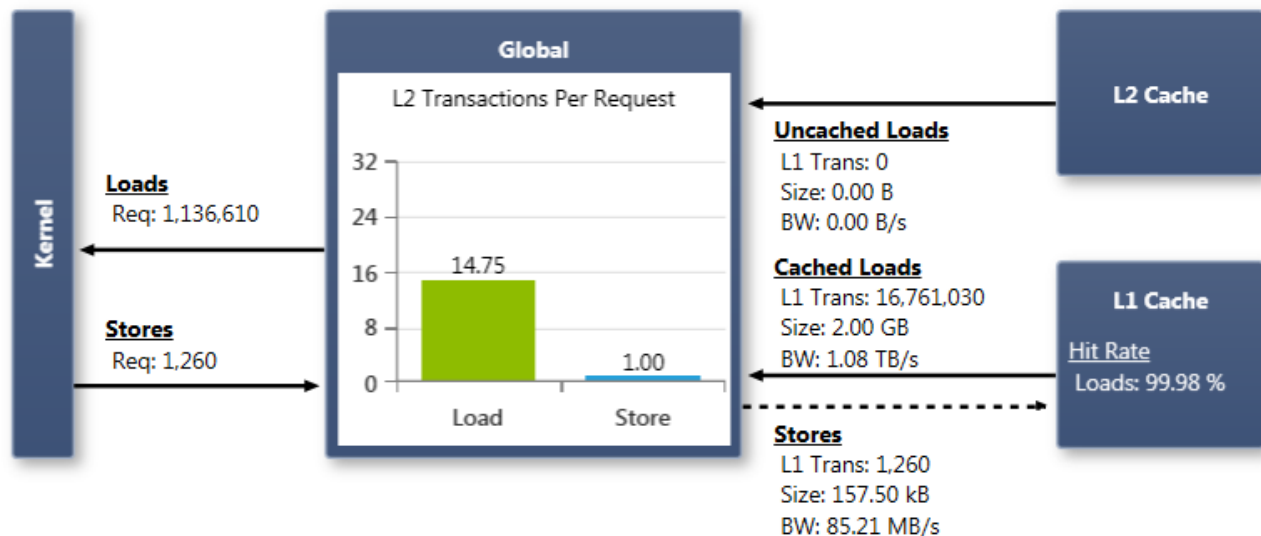 Kernel
Loads
Req: 1,136,610
Stores
Req: 1,260
Global
L2 Transactions Per Request
32
24
16
8
0
14.75
1.00
Load
Store
Uncached Loads
L1 Trans: 0
Size: 0.00 B
BW: 0.00 B/s
Cached Loads
L1 Trans: 16,761,030
Size: 2.00 GB
BW: 1.08 TB/s
Stores
L1 Trans: 1,260
Size: 157.50 kB
BW: 85.21 MB/s
L2 Cache
L1 Cache
Hit Rate
Loads: 99.98 %